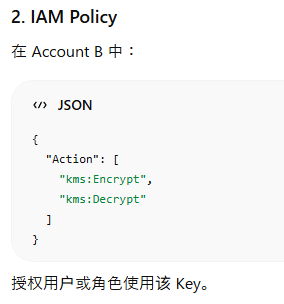 2. IAM Policy
在 Account B 中：
</> JSON
{
  "Action": [
    "kms:Encrypt",
    "kms:Decrypt"
  ]
}
授权用户或角色使用该 Key。